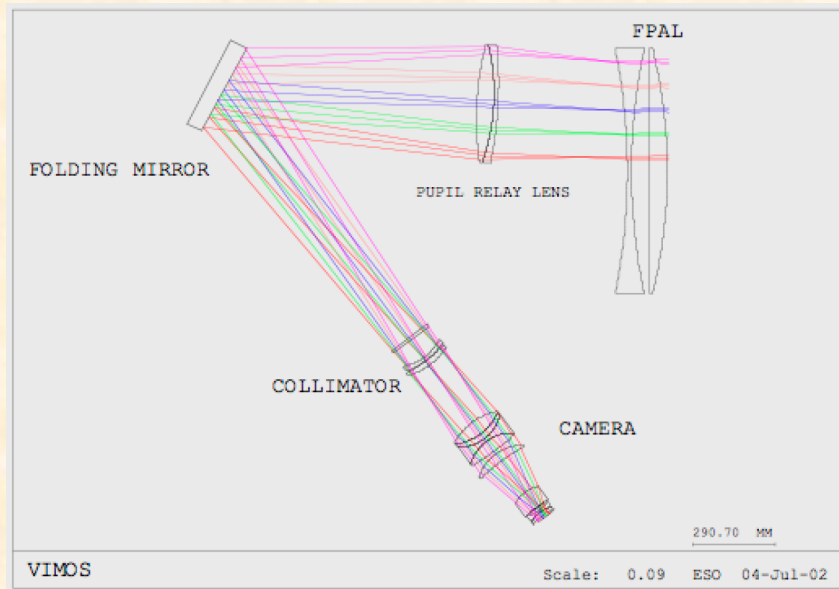 FPAL
FOLDING MIRROR
PUPIL RELAY LENS
COLLIMATOR
CAMERA
290.70 MM
VIMOS
Scale: 0.09 ESO 04-Jul-02